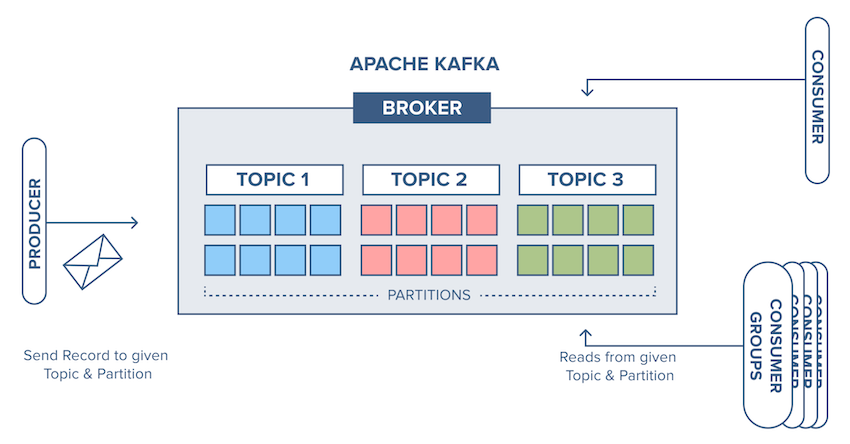 APACHE KAFKA
BROKER
CONSUMER
PRODUCER
TOPIC 1
TOPIC 2
TOPIC 3
PARTITIONS
Send Record to given
Topic & Partition
Reads from given
Topic & Partition
CONSUMER
GROUPS
CONSUMER
CONSUMER
CONSUMER